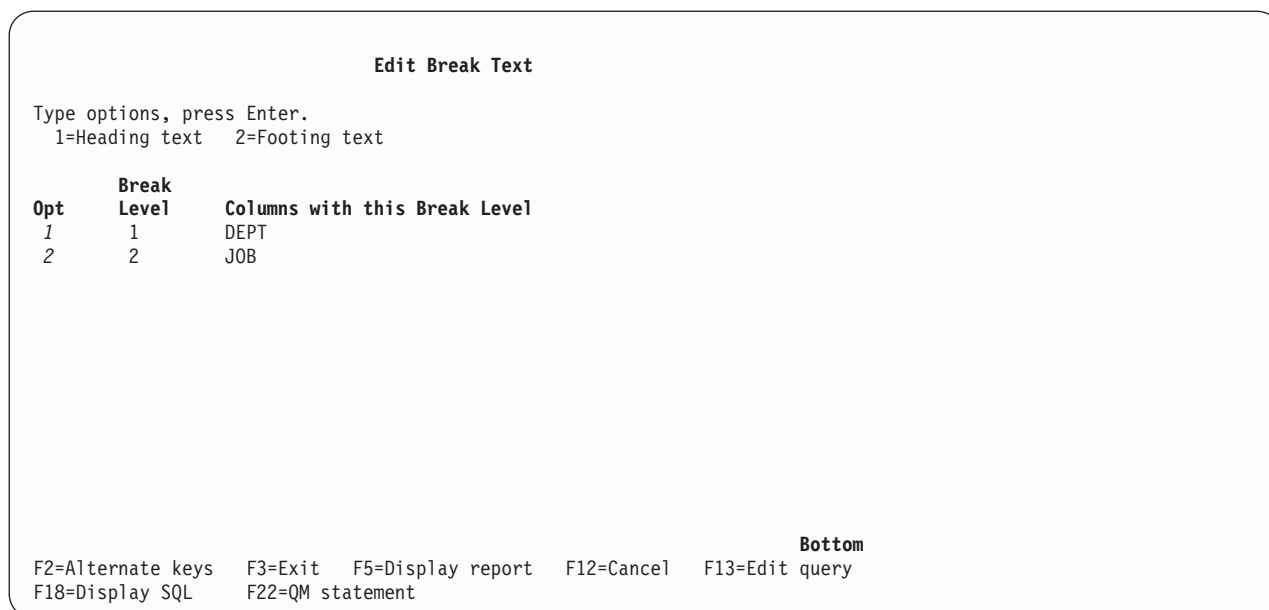 Edit Break Text
Type options, press Enter.
1=Heading text 2=Footing text
Break
Opt Level Columns with this Break Level
1 1 DEPT
2 2 JOB
Bottom
F2=Alternate keys F3=Exit F5=Display report F12=Cancel F13=Edit query
F18=Display SQL F22=QM statement